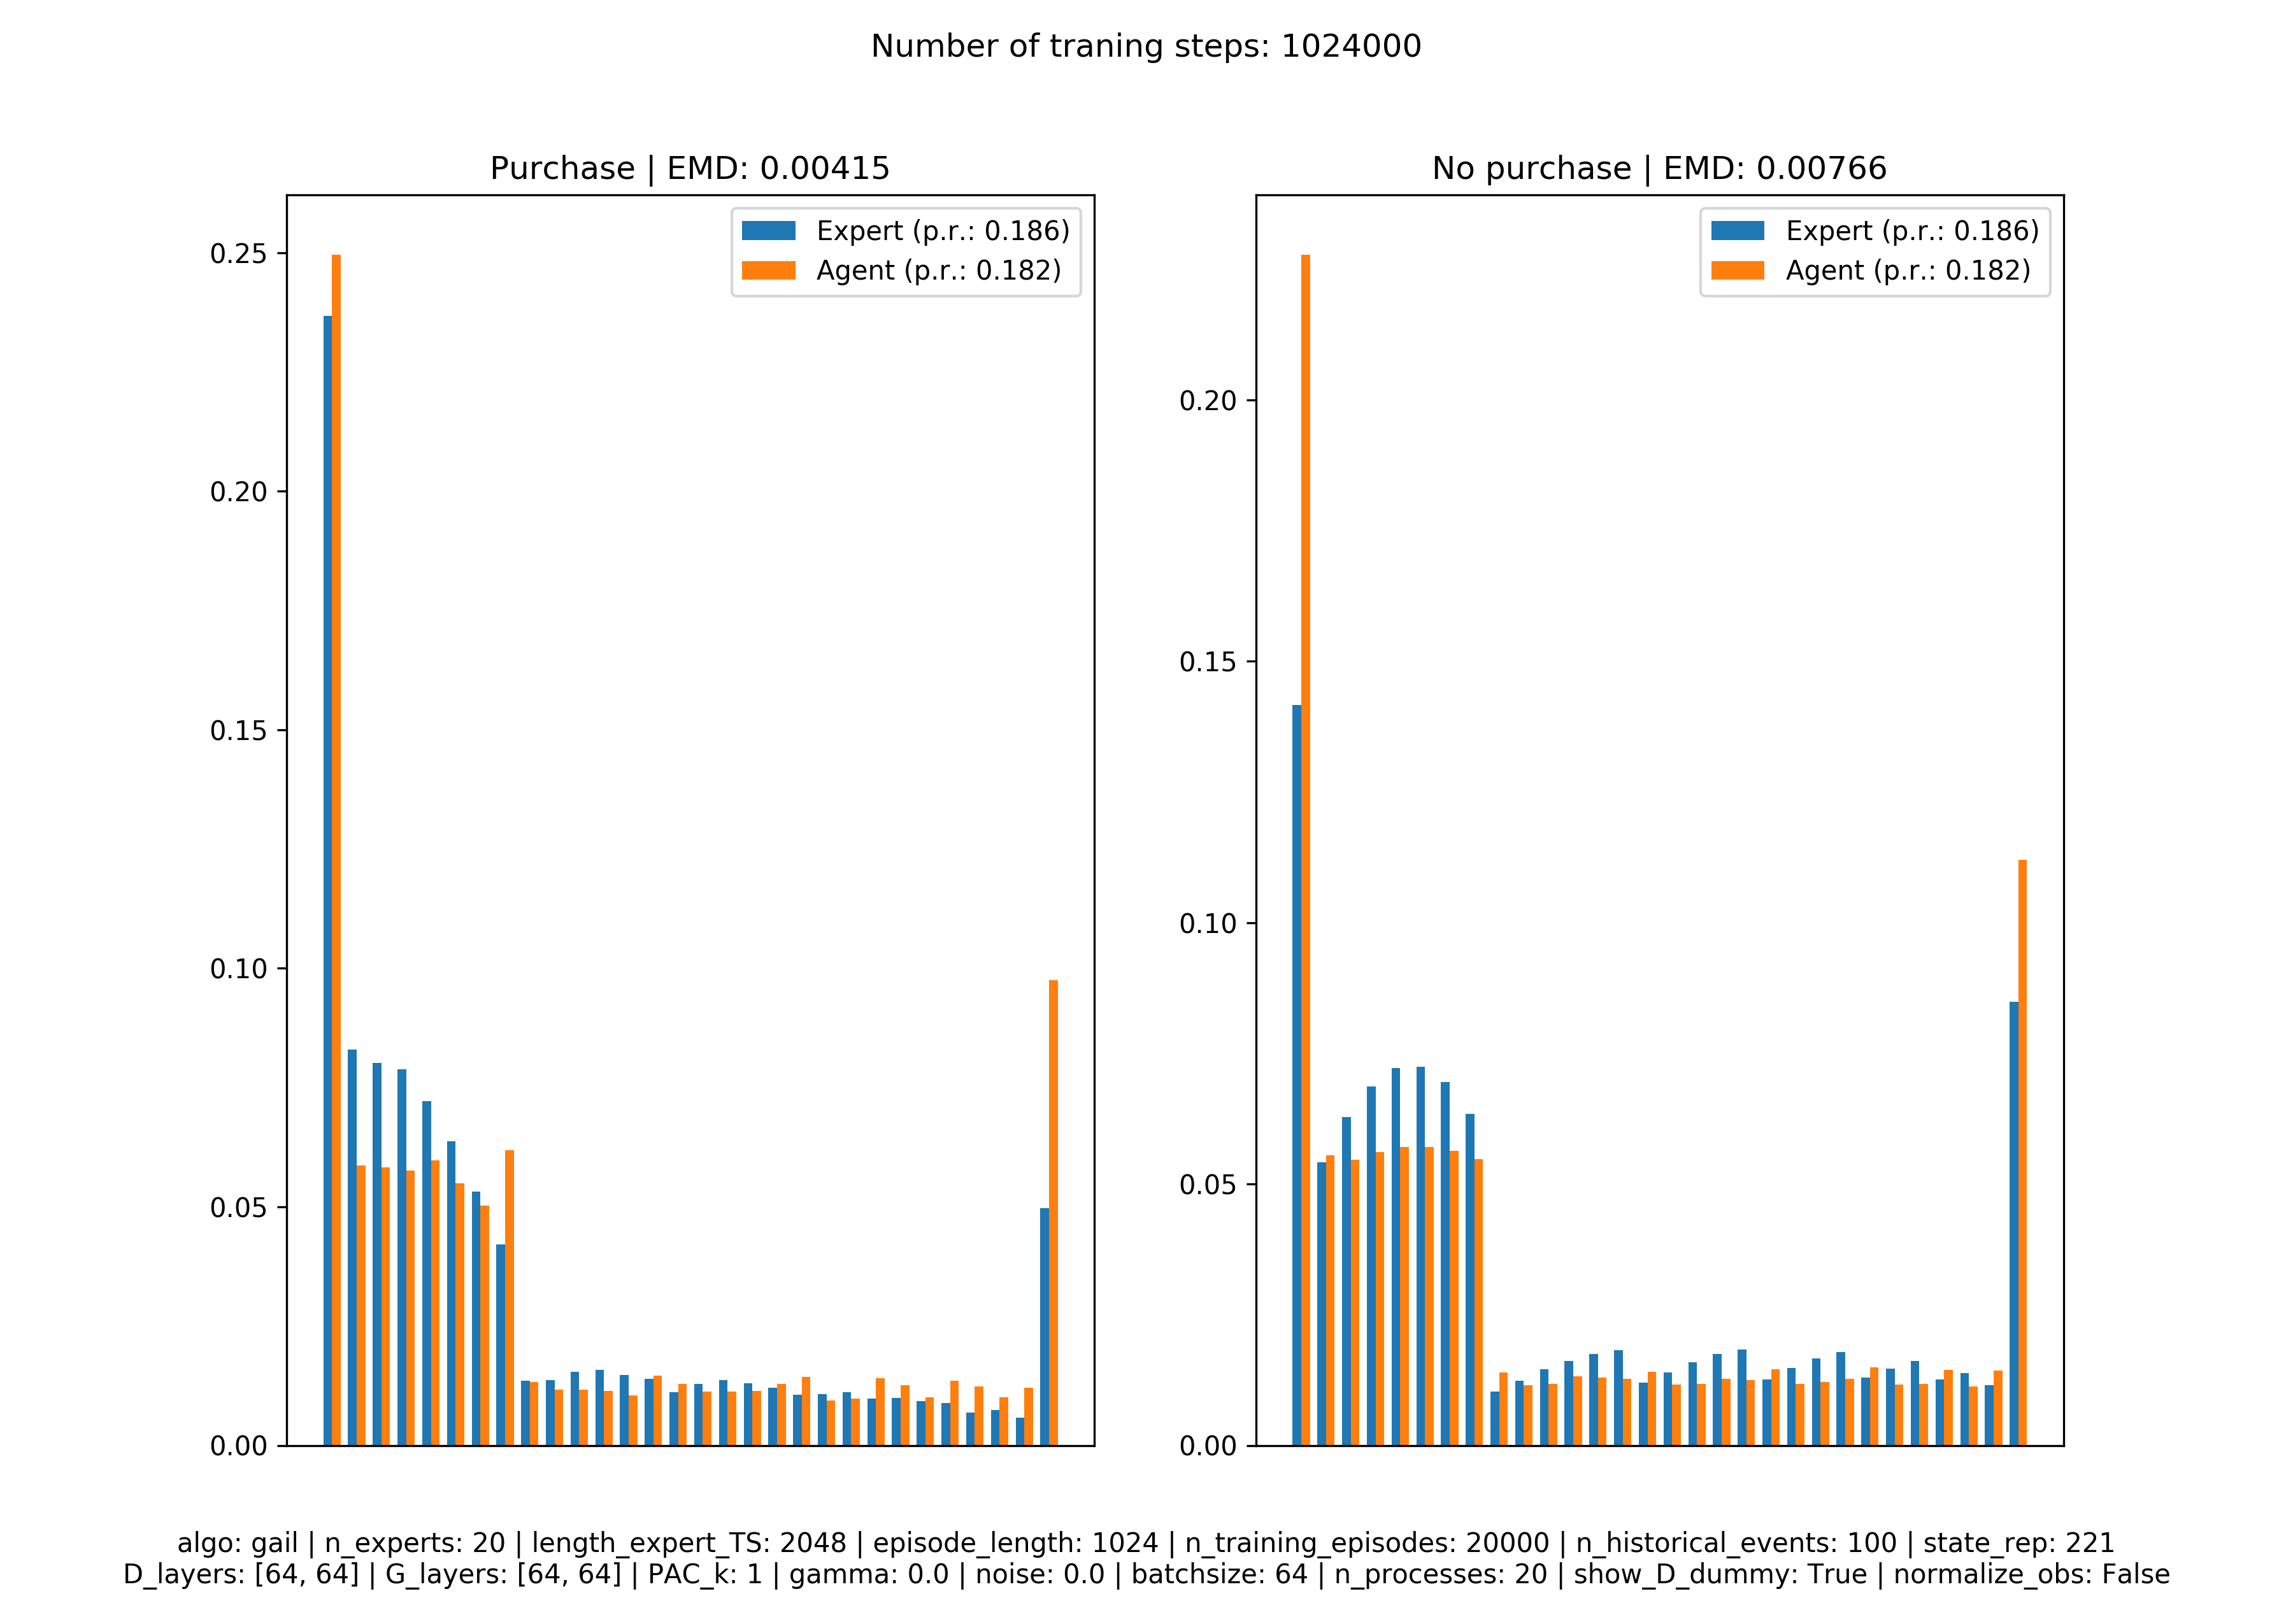 Number of traning steps: 1024000
Purchase | EMD: 0.00415
0.25
0.20
0.15
0.10
0.05
0.00
Expert (p.r.: 0.186)
Agent (p.r.: 0.182)
No purchase | EMD: 0.00766
0.20
0.15
0.10
0.05
0.00
Expert (p.r.: 0.186)
Agent (p.r.: 0.182)
algo: gail | n_experts: 20 | length_expert_TS: 2048 | episode_length: 1024 | n_training_episodes: 20000 | n_historical_events: 100 | state_rep: 221
D_layers: [64, 64] | G_layers: [64, 64] | PAC_k: 1 | gamma: 0.0 | noise: 0.0 | batchsize: 64 | n_processes: 20 | show_D_dummy: True | normalize_obs: False